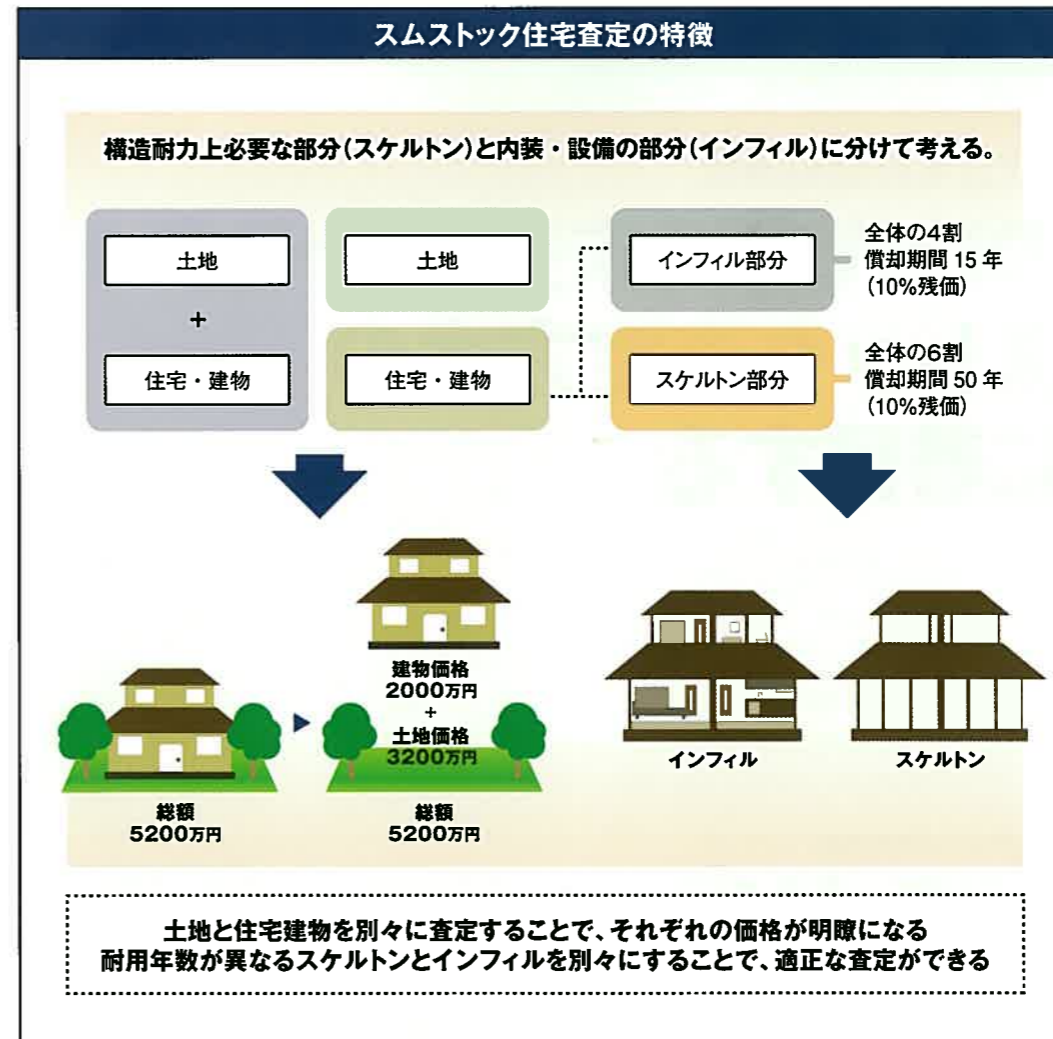 スムストック住宅査定の特徴
構造耐力上必要な部分(スケルトン)と内装・設備の部分(インフィル)に分けて考える。
土地
+
住宅・建物
土地
住宅・建物
インフィル部分
全体の4割
償却期間 15 年
(10%残価)
スケルトン部分
全体の6割
償却期間 50 年
(10%残価)
総額
5200万円
建物価格
2000万円
+
土地価格
3200万円
総額
5200万円
インフィル
スケルトン
土地と住宅建物を別々に査定することで、それぞれの価格が明瞭になる
耐用年数が異なるスケルトンとインフィルを別々にすることで、適正な査定ができる